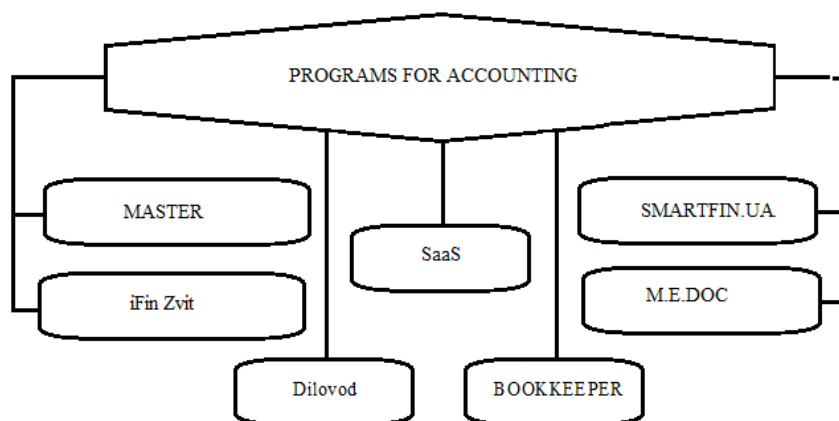 PROGRAMS FOR ACCOUNTING
MASTER
SMARTFIN.UA
SaaS
iFin Zvit
M.E.DOC
Dilovod
BOOKKEEPER